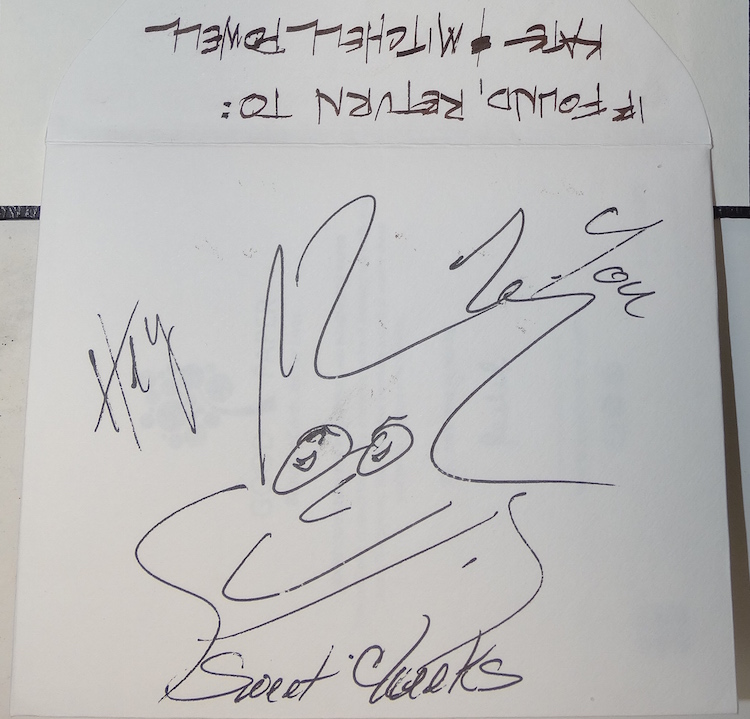 IF FOUND, RETURN TO:
KATE & MITCHELL POWELL
Hey
You
Sweet Cheeks